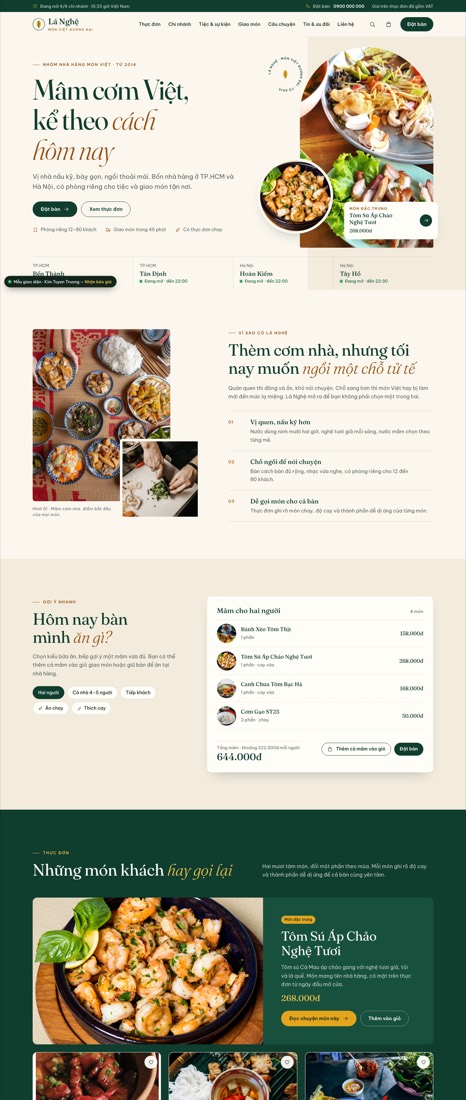 Đang mở 4/4 chi nhánh · 15:33 giờ Việt Nam
Đặt bàn: 0900 000 000
Giá trên thực đơn đã gồm VAT
Lá Nghệ
MÓN VIỆT ĐƯƠNG ĐẠI
Thực đơn
Chi nhánh
Tiệc & sự kiện
Giao món
Câu chuyện
Tin & ưu đãi
Liên hệ
Đặt bàn
NHÓM NHÀ HÀNG MÓN VIỆT · TỪ 2014
Mâm cơm Việt,
kể theo cách
hôm nay
Vị nhà nấu kỹ, bày gọn, ngồi thoải mái. Bốn nhà hàng ở TP.HCM và
Hà Nội, có phòng riêng cho tiệc và giao món tận nơi.
Đặt bàn →
Xem thực đơn
Phòng riêng 12–80 khách
Giao món trong 45 phút
Có thực đơn chay
MÓN ĐẶC TRƯNG
Tôm Sú Áp Chảo
Nghệ Tươi
268.000đ
TP.HCM
Bến Thành
TP.HCM
Tân Định
Đang mở · đến 22:00
Hà Nội
Hoàn Kiếm
Đang mở · đến 22:00
Hà Nội
Tây Hồ
Đang mở · đến 22:30
Mẫu giao diện · Kim Tuyen Truong – Nhận báo giá
VÌ SAO CÓ LÁ NGHỆ
Thèm cơm nhà, nhưng tối
nay muốn ngồi một chỗ tử tế
Quán quen thì đông và ồn, khó nói chuyện. Chỗ sang hơn thì món Việt hay bị làm
mới đến mức lạ miệng. Lá Nghệ mở ra để bạn không phải chọn một trong hai.
01
Vị quen, nấu kỹ hơn
Nước dùng ninh mười hai giờ, nghệ tươi giã mỗi sáng, nước mắm chọn theo
từng mẻ.
02
Chỗ ngồi để nói chuyện
Bàn cách bàn đủ rộng, nhạc vừa nghe, có phòng riêng cho 12 đến
80 khách.
03
Dễ gọi món cho cả bàn
Thực đơn ghi rõ món chay, độ cay và thành phần dễ dị ứng của từng món.
Hình 01 · Mâm cơm nhà, điểm bắt đầu
của mọi món
GỢI Ý NHANH
Hôm nay bàn
mình ăn gì?
Chọn kiểu bữa ăn, bếp gợi ý một mâm vừa đủ. Bạn có thể
thêm cả mâm vào giỏ giao món hoặc giữ bàn để ăn tại
nhà hàng.
Hai người
Cả nhà 4–5 người
Tiếp khách
Ăn chay
Thích cay
Mâm cho hai người
4 món
Bánh Xèo Tôm Thịt
1 phần
158.000đ
Tôm Sú Áp Chảo Nghệ Tươi
1 phần · cay vừa
268.000đ
Canh Chua Tôm Bạc Hà
1 phần · cay vừa
168.000đ
Cơm Gạo ST25
2 phần · chay
50.000đ
Tổng mâm · khoảng 322.000đ mỗi người
644.000đ
Thêm cả mâm vào giỏ
Đặt bàn
THỰC ĐƠN
Những món khách hay gọi lại
Hai mươi tám món, đổi một phần theo mùa. Mỗi món ghi rõ độ cay
và thành phần dễ dị ứng để cả bàn cùng yên tâm.
Món đặc trưng
Tôm Sú Áp Chảo
Nghệ Tươi
Tôm sú Cà Mau áp chảo gang với nghệ tươi giã, tỏi
và lá quế. Món mang tên nhà hàng, có mặt trên thực
đơn từ ngày đầu mở cửa.
268.000đ
Đọc chuyện món này →
Thêm vào giỏ